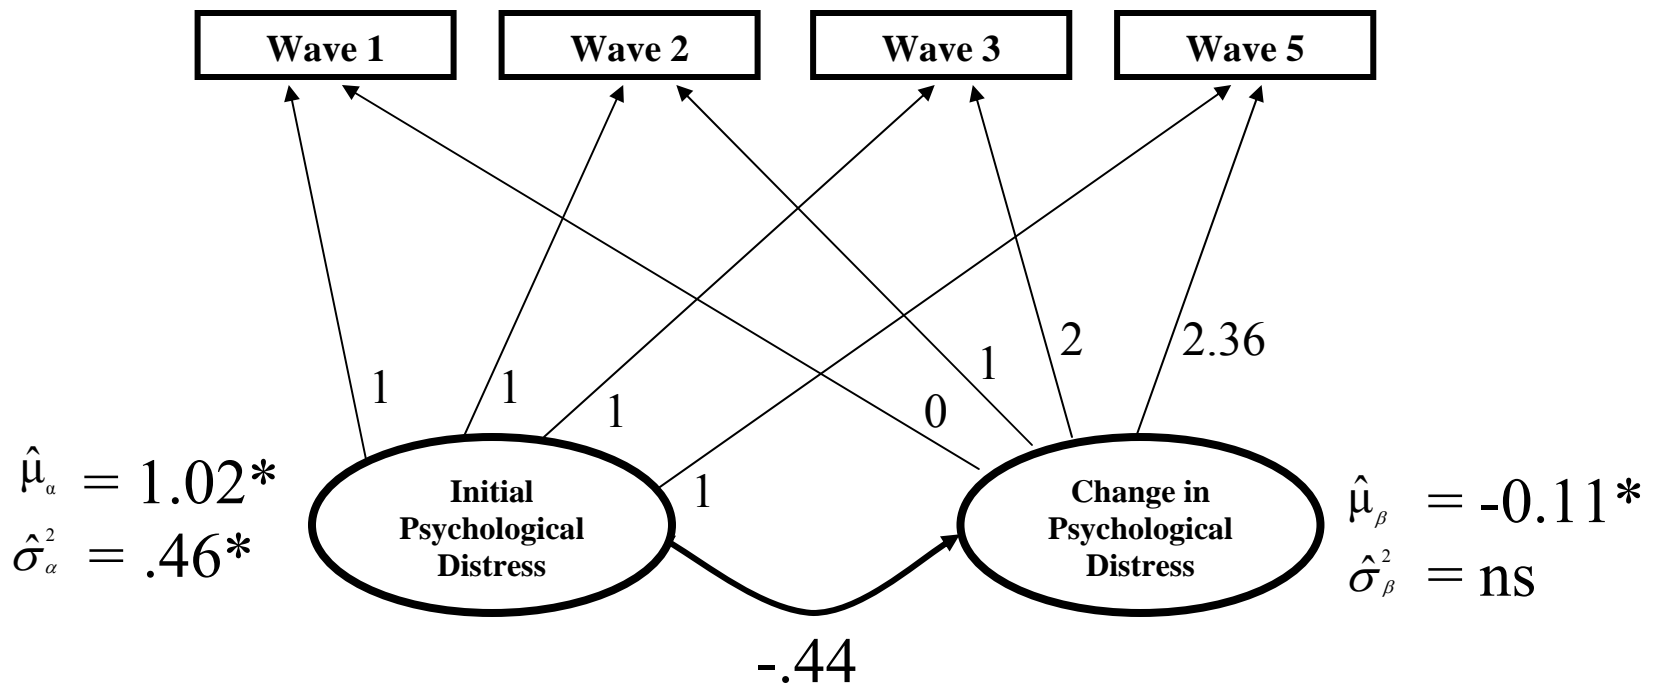 Wave 1
Wave 2
Wave 3
Wave 5
1
1
1
1
0
1
2
2.36
μ̂α = 1.02*
σ̂²α = .46*
Initial
Psychological
Distress
Change in
Psychological
Distress
μ̂β = -0.11*
σ̂²β = ns
-.44